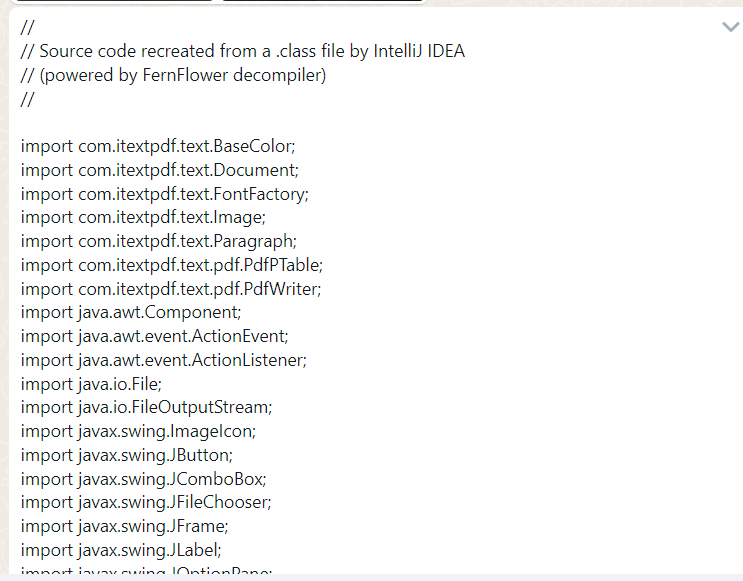 //
// Source code recreated from a .class file by IntelliJ IDEA
// (powered by FernFlower decompiler)
//
import com.itextpdf.text.BaseColor;
import com.itextpdf.text.Document;
import com.itextpdf.text.FontFactory;
import com.itextpdf.text.Image;
import com.itextpdf.text.Paragraph;
import com.itextpdf.text.pdf.PdfPTable;
import com.itextpdf.text.pdf.PdfWriter;
import java.awt.Component;
import java.awt.event.ActionEvent;
import java.awt.event.ActionListener;
import java.io.File;
import java.io.FileOutputStream;
import javax.swing.ImageIcon;
import javax.swing.JButton;
import javax.swing.JComboBox;
import javax.swing.JFileChooser;
import javax.swing.JFrame;
import javax.swing.JLabel;
import javax.swing.JOptionPane;